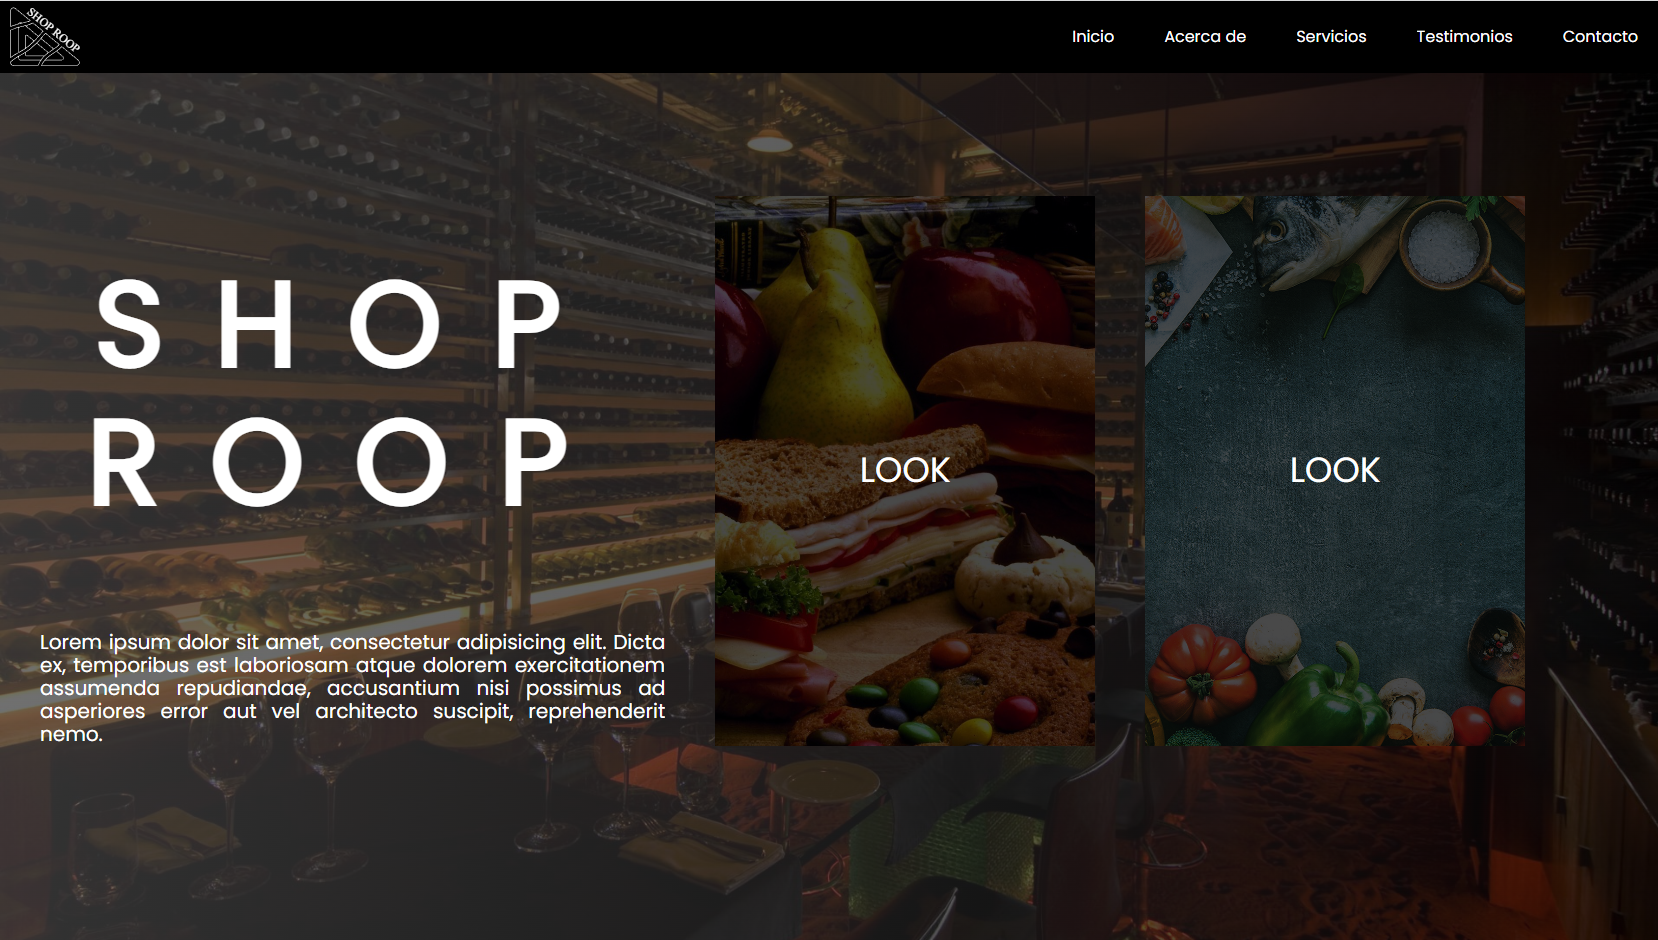 SHOP ROOP
Inicio
Acerca de
Servicios
Testimonios
Contacto
SHOP
ROOP
LOOK
LOOK
Lorem ipsum dolor sit amet, consectetur adipisicing elit. Dicta
ex, temporibus est laboriosam atque dolorem exercitationem
assumenda repudiandae, accusantium nisi possimus ad
asperiores error aut vel architecto suscipit, reprehenderit
nemo.